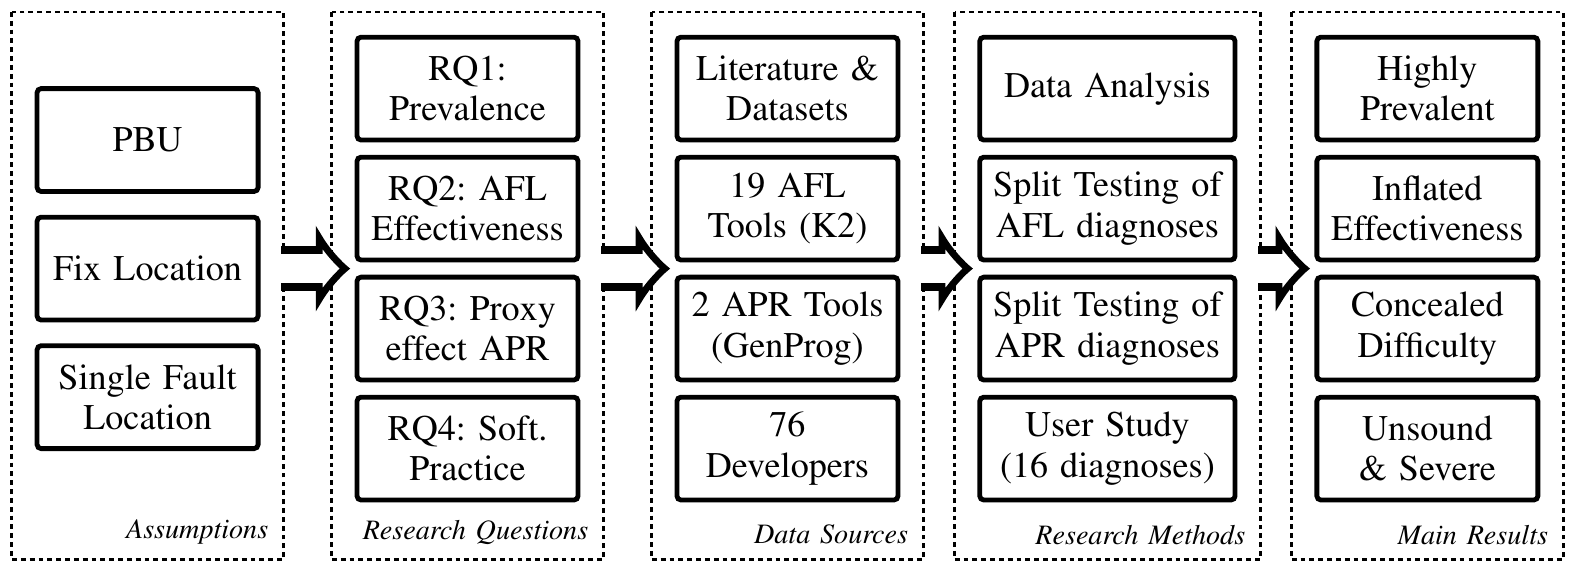 PBU
Fix Location
Single Fault
Location
Assumptions
RQ1:
Prevalence
RQ2: AFL
Effectiveness
RQ3: Proxy
effect APR
RQ4: Soft.
Practice
Research Questions
Literature &
Datasets
19 AFL
Tools (K2)
2 APR Tools
(GenProg)
76
Developers
Data Sources
Data Analysis
Split Testing of
AFL diagnoses
Split Testing of
APR diagnoses
User Study
(16 diagnoses)
Research Methods
Highly
Prevalent
Inflated
Effectiveness
Concealed
Difficulty
Unsound
& Severe
Main Results